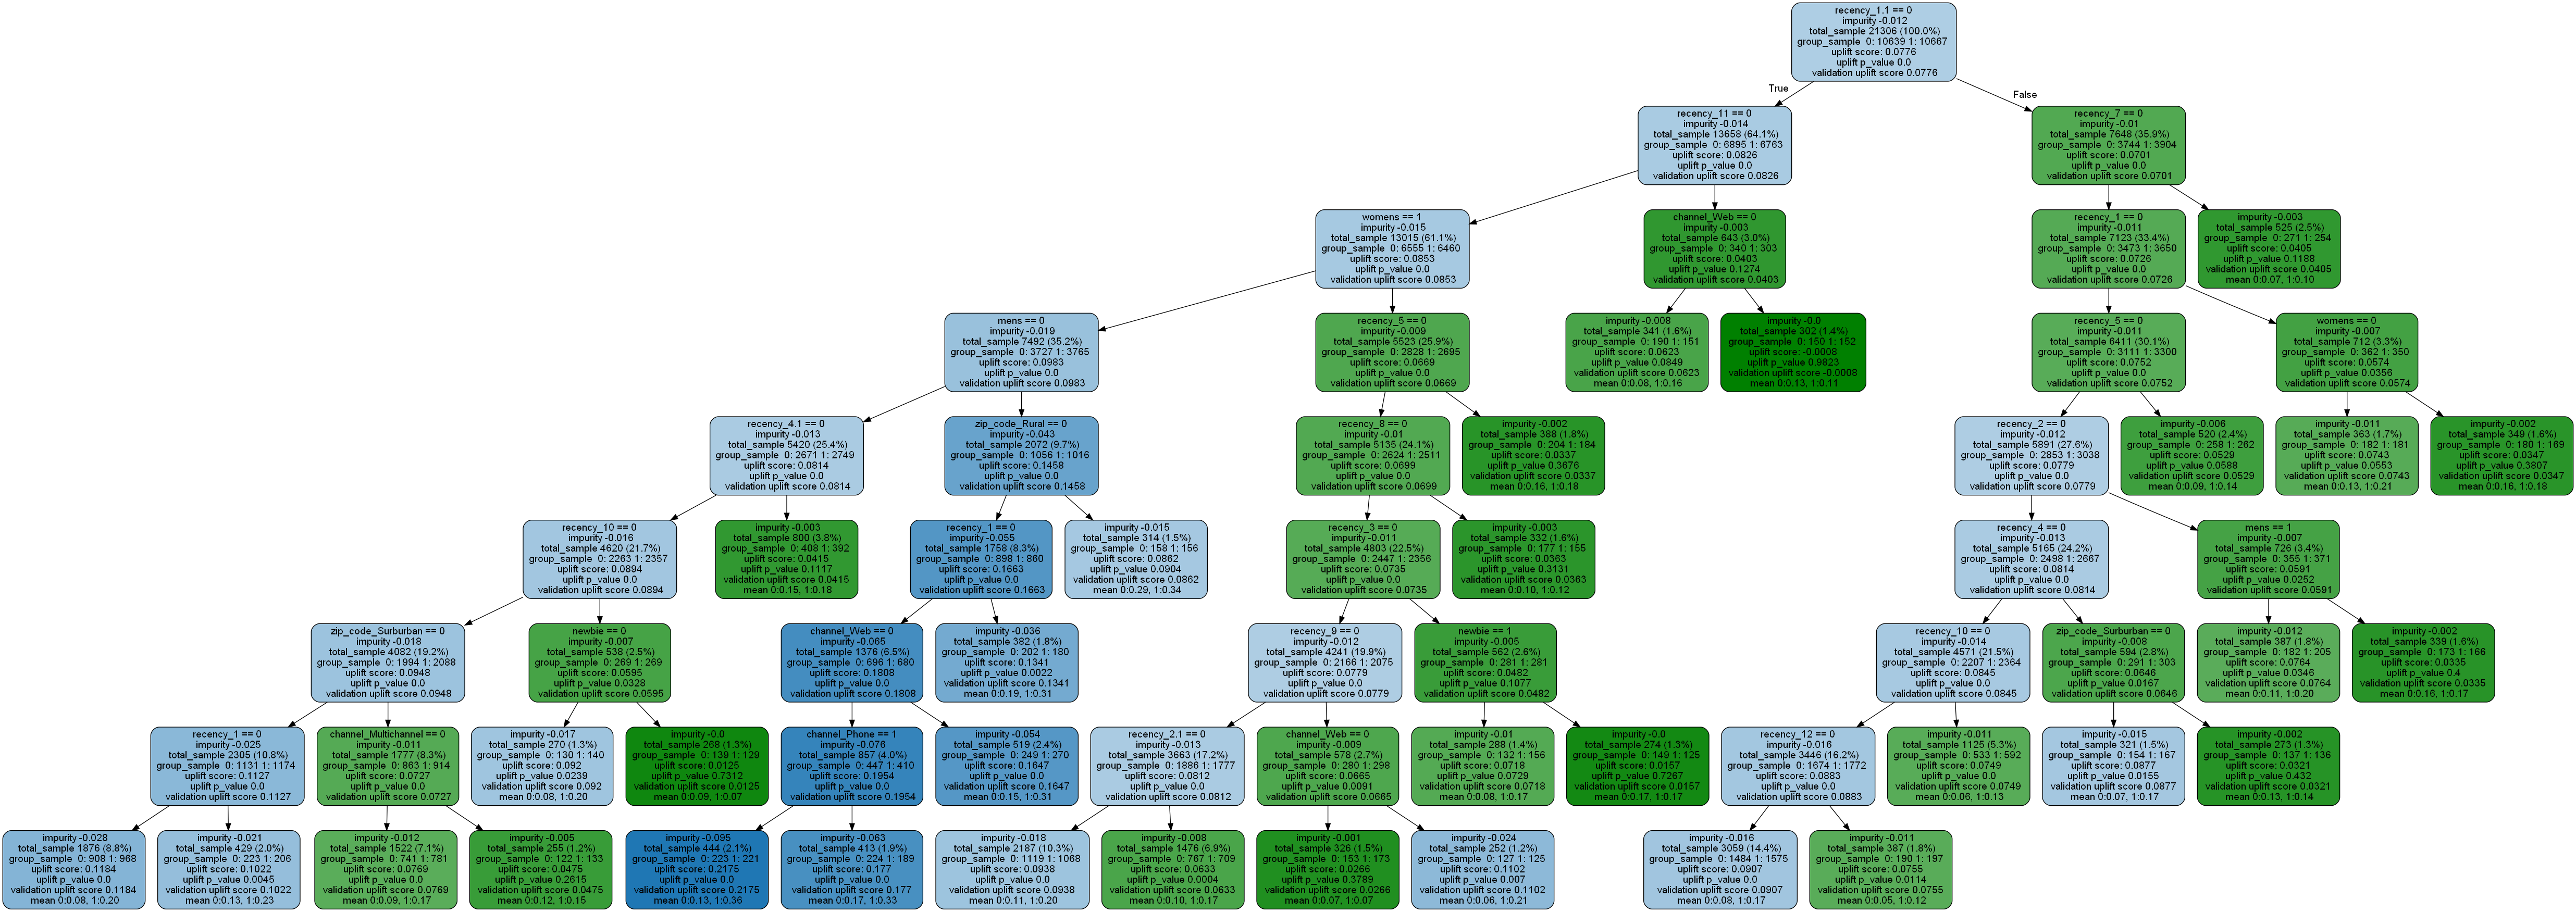 recency_1.1 == 0
impurity -0.012
total_sample 21306 (100.0%)
group_sample 0: 10639 1: 10667
uplift score: 0.0776
uplift p_value 0.0
validation uplift score 0.0776
True
False
recency_11 == 0
impurity -0.014
total_sample 13658 (64.1%)
group_sample 0: 6895 1: 6763
uplift score: 0.0826
uplift p_value 0.0
validation uplift score 0.0826
recency_7 == 0
impurity -0.01
total_sample 7648 (35.9%)
group_sample 0: 3744 1: 3904
uplift score: 0.0701
uplift p_value 0.0
validation uplift score 0.0701
womens == 1
impurity -0.015
total_sample 13015 (61.1%)
group_sample 0: 6555 1: 6460
uplift score: 0.0853
uplift p_value 0.0
validation uplift score 0.0853
channel_Web == 0
impurity -0.003
total_sample 643 (3.0%)
group_sample 0: 340 1: 303
uplift score: 0.0403
uplift p_value 0.1274
validation uplift score 0.0403
recency_1 == 0
impurity -0.011
total_sample 7123 (33.4%)
group_sample 0: 3473 1: 3650
uplift score: 0.0726
uplift p_value 0.0
validation uplift score 0.0726
impurity -0.003
total_sample 525 (2.5%)
group_sample 0: 271 1: 254
uplift score: 0.0405
uplift p_value 0.1188
validation uplift score 0.0405
mean 0:0.07, 1:0.10
mens == 0
impurity -0.019
total_sample 7492 (35.2%)
group_sample 0: 3727 1: 3765
uplift score: 0.0983
uplift p_value 0.0
validation uplift score 0.0983
recency_5 == 0
impurity -0.009
total_sample 5523 (25.9%)
group_sample 0: 2828 1: 2695
uplift score: 0.0669
uplift p_value 0.0
validation uplift score 0.0669
impurity -0.008
total_sample 341 (1.6%)
group_sample 0: 190 1: 151
uplift score: 0.0623
uplift p_value 0.0849
validation uplift score 0.0623
mean 0:0.08, 1:0.16
impurity -0.0
total_sample 302 (1.4%)
group_sample 0: 150 1: 152
uplift score: -0.0008
uplift p_value 0.9823
validation uplift score -0.0008
mean 0:0.13, 1:0.11
recency_5 == 0
impurity -0.011
total_sample 6411 (30.1%)
group_sample 0: 3111 1: 3300
uplift score: 0.0752
uplift p_value 0.0
validation uplift score 0.0752
womens == 0
impurity -0.007
total_sample 712 (3.3%)
group_sample 0: 362 1: 350
uplift score: 0.0574
uplift p_value 0.0356
validation uplift score 0.0574
recency_4.1 == 0
impurity -0.013
total_sample 5420 (25.4%)
group_sample 0: 2671 1: 2749
uplift score: 0.0814
uplift p_value 0.0
validation uplift score 0.0814
zip_code_Rural == 0
impurity -0.043
total_sample 2072 (9.7%)
group_sample 0: 1056 1: 1016
uplift score: 0.1458
uplift p_value 0.0
validation uplift score 0.1458
recency_8 == 0
impurity -0.01
total_sample 5135 (24.1%)
group_sample 0: 2624 1: 2511
uplift score: 0.0699
uplift p_value 0.0
validation uplift score 0.0699
impurity -0.002
total_sample 388 (1.8%)
group_sample 0: 204 1: 184
uplift score: 0.0337
uplift p_value 0.3676
validation uplift score 0.0337
mean 0:0.16, 1:0.18
recency_2 == 0
impurity -0.012
total_sample 5891 (27.6%)
group_sample 0: 2853 1: 3038
uplift score: 0.0779
uplift p_value 0.0
validation uplift score 0.0779
impurity -0.006
total_sample 520 (2.4%)
group_sample 0: 258 1: 262
uplift score: 0.0529
uplift p_value 0.0588
validation uplift score 0.0529
mean 0:0.09, 1:0.14
impurity -0.011
total_sample 363 (1.7%)
group_sample 0: 182 1: 181
uplift score: 0.0743
uplift p_value 0.0553
validation uplift score 0.0743
mean 0:0.13, 1:0.21
impurity -0.002
total_sample 349 (1.6%)
group_sample 0: 180 1: 169
uplift score: 0.0347
uplift p_value 0.3807
validation uplift score 0.0347
mean 0:0.16, 1:0.18
recency_10 == 0
impurity -0.016
total_sample 4620 (21.7%)
group_sample 0: 2263 1: 2357
uplift score: 0.0894
uplift p_value 0.0
validation uplift score 0.0894
impurity -0.003
total_sample 800 (3.8%)
group_sample 0: 408 1: 392
uplift score: 0.0415
uplift p_value 0.1117
validation uplift score 0.0415
mean 0:0.15, 1:0.18
recency_1 == 0
impurity -0.055
total_sample 1758 (8.3%)
group_sample 0: 898 1: 860
uplift score: 0.1663
uplift p_value 0.0
validation uplift score 0.1663
impurity -0.015
total_sample 314 (1.5%)
group_sample 0: 158 1: 156
uplift score: 0.0862
uplift p_value 0.0904
validation uplift score 0.0862
mean 0:0.29, 1:0.34
recency_3 == 0
impurity -0.011
total_sample 4803 (22.5%)
group_sample 0: 2447 1: 2356
uplift score: 0.0735
uplift p_value 0.0
validation uplift score 0.0735
impurity -0.003
total_sample 332 (1.6%)
group_sample 0: 177 1: 155
uplift score: 0.0363
uplift p_value 0.3131
validation uplift score 0.0363
mean 0:0.10, 1:0.12
recency_4 == 0
impurity -0.013
total_sample 5165 (24.2%)
group_sample 0: 2498 1: 2667
uplift score: 0.0814
uplift p_value 0.0
validation uplift score 0.0814
mens == 1
impurity -0.007
total_sample 726 (3.4%)
group_sample 0: 355 1: 371
uplift score: 0.0591
uplift p_value 0.0252
validation uplift score 0.0591
zip_code_Surburban == 0
impurity -0.018
total_sample 4082 (19.2%)
group_sample 0: 1994 1: 2088
uplift score: 0.0948
uplift p_value 0.0
validation uplift score 0.0948
newbie == 0
impurity -0.007
total_sample 538 (2.5%)
group_sample 0: 269 1: 269
uplift score: 0.0595
uplift p_value 0.0328
validation uplift score 0.0595
channel_Web == 0
impurity -0.065
total_sample 1376 (6.5%)
group_sample 0: 696 1: 680
uplift score: 0.1808
uplift p_value 0.0
validation uplift score 0.1808
impurity -0.036
total_sample 382 (1.8%)
group_sample 0: 202 1: 180
uplift score: 0.1341
uplift p_value 0.0022
validation uplift score 0.1341
mean 0:0.19, 1:0.31
recency_9 == 0
impurity -0.012
total_sample 4241 (19.9%)
group_sample 0: 2166 1: 2075
uplift score: 0.0779
uplift p_value 0.0
validation uplift score 0.0779
newbie == 1
impurity -0.005
total_sample 562 (2.6%)
group_sample 0: 281 1: 281
uplift score: 0.0482
uplift p_value 0.1077
validation uplift score 0.0482
recency_10 == 0
impurity -0.014
total_sample 4571 (21.5%)
group_sample 0: 2207 1: 2364
uplift score: 0.0845
uplift p_value 0.0
validation uplift score 0.0845
zip_code_Surburban == 0
impurity -0.008
total_sample 594 (2.8%)
group_sample 0: 291 1: 303
uplift score: 0.0646
uplift p_value 0.0167
validation uplift score 0.0646
impurity -0.012
total_sample 387 (1.8%)
group_sample 0: 182 1: 205
uplift score: 0.0764
uplift p_value 0.0346
validation uplift score 0.0764
mean 0:0.11, 1:0.20
impurity -0.002
total_sample 339 (1.6%)
group_sample 0: 173 1: 166
uplift score: 0.0335
uplift p_value 0.4
validation uplift score 0.0335
mean 0:0.16, 1:0.17
recency_1 == 0
impurity -0.025
total_sample 2305 (10.8%)
group_sample 0: 1131 1: 1174
uplift score: 0.1127
uplift p_value 0.0
validation uplift score 0.1127
channel_Multichannel == 0
impurity -0.011
total_sample 1777 (8.3%)
group_sample 0: 863 1: 914
uplift score: 0.0727
uplift p_value 0.0
validation uplift score 0.0727
impurity -0.017
total_sample 270 (1.3%)
group_sample 0: 130 1: 140
uplift score: 0.092
uplift p_value 0.0239
validation uplift score 0.092
mean 0:0.08, 1:0.20
impurity -0.0
total_sample 268 (1.3%)
group_sample 0: 139 1: 129
uplift score: 0.0125
uplift p_value 0.7312
validation uplift score 0.0125
mean 0:0.09, 1:0.07
channel_Phone == 1
impurity -0.076
total_sample 857 (4.0%)
group_sample 0: 447 1: 410
uplift score: 0.1954
uplift p_value 0.0
validation uplift score 0.1954
impurity -0.054
total_sample 519 (2.4%)
group_sample 0: 249 1: 270
uplift score: 0.1647
uplift p_value 0.0
validation uplift score 0.1647
mean 0:0.15, 1:0.31
recency_2.1 == 0
impurity -0.013
total_sample 3663 (17.2%)
group_sample 0: 1886 1: 1777
uplift score: 0.0812
uplift p_value 0.0
validation uplift score 0.0812
channel_Web == 0
impurity -0.009
total_sample 578 (2.7%)
group_sample 0: 280 1: 298
uplift score: 0.0665
uplift p_value 0.0091
validation uplift score 0.0665
impurity -0.01
total_sample 288 (1.4%)
group_sample 0: 132 1: 156
uplift score: 0.0718
uplift p_value 0.0729
validation uplift score 0.0718
mean 0:0.08, 1:0.17
impurity -0.0
total_sample 274 (1.3%)
group_sample 0: 149 1: 125
uplift score: 0.0157
uplift p_value 0.7267
validation uplift score 0.0157
mean 0:0.17, 1:0.17
recency_12 == 0
impurity -0.016
total_sample 3446 (16.2%)
group_sample 0: 1674 1: 1772
uplift score: 0.0883
uplift p_value 0.0
validation uplift score 0.0883
impurity -0.011
total_sample 1125 (5.3%)
group_sample 0: 533 1: 592
uplift score: 0.0749
uplift p_value 0.0
validation uplift score 0.0749
mean 0:0.06, 1:0.13
impurity -0.015
total_sample 321 (1.5%)
group_sample 0: 154 1: 167
uplift score: 0.0877
uplift p_value 0.0155
validation uplift score 0.0877
mean 0:0.07, 1:0.17
impurity -0.002
total_sample 273 (1.3%)
group_sample 0: 137 1: 136
uplift score: 0.0321
uplift p_value 0.432
validation uplift score 0.0321
mean 0:0.13, 1:0.14
impurity -0.028
total_sample 1876 (8.8%)
group_sample 0: 908 1: 968
uplift score: 0.1184
uplift p_value 0.0
validation uplift score 0.1184
mean 0:0.08, 1:0.20
impurity -0.021
total_sample 429 (2.0%)
group_sample 0: 223 1: 206
uplift score: 0.1022
uplift p_value 0.0045
validation uplift score 0.1022
mean 0:0.13, 1:0.23
impurity -0.012
total_sample 1522 (7.1%)
group_sample 0: 741 1: 781
uplift score: 0.0769
uplift p_value 0.0
validation uplift score 0.0769
mean 0:0.09, 1:0.17
impurity -0.005
total_sample 255 (1.2%)
group_sample 0: 122 1: 133
uplift score: 0.0475
uplift p_value 0.2615
validation uplift score 0.0475
mean 0:0.12, 1:0.15
impurity -0.095
total_sample 444 (2.1%)
group_sample 0: 223 1: 221
uplift score: 0.2175
uplift p_value 0.0
validation uplift score 0.2175
mean 0:0.13, 1:0.36
impurity -0.063
total_sample 413 (1.9%)
group_sample 0: 224 1: 189
uplift score: 0.177
uplift p_value 0.0
validation uplift score 0.177
mean 0:0.17, 1:0.33
impurity -0.018
total_sample 2187 (10.3%)
group_sample 0: 1119 1: 1068
uplift score: 0.0938
uplift p_value 0.0
validation uplift score 0.0938
mean 0:0.11, 1:0.20
impurity -0.008
total_sample 1476 (6.9%)
group_sample 0: 767 1: 709
uplift score: 0.0633
uplift p_value 0.0004
validation uplift score 0.0633
mean 0:0.10, 1:0.17
impurity -0.001
total_sample 326 (1.5%)
group_sample 0: 153 1: 173
uplift score: 0.0266
uplift p_value 0.3789
validation uplift score 0.0266
mean 0:0.07, 1:0.07
impurity -0.024
total_sample 252 (1.2%)
group_sample 0: 127 1: 125
uplift score: 0.1102
uplift p_value 0.007
validation uplift score 0.1102
mean 0:0.06, 1:0.21
impurity -0.016
total_sample 3059 (14.4%)
group_sample 0: 1484 1: 1575
uplift score: 0.0907
uplift p_value 0.0
validation uplift score 0.0907
mean 0:0.08, 1:0.17
impurity -0.011
total_sample 387 (1.8%)
group_sample 0: 190 1: 197
uplift score: 0.0755
uplift p_value 0.0114
validation uplift score 0.0755
mean 0:0.05, 1:0.12